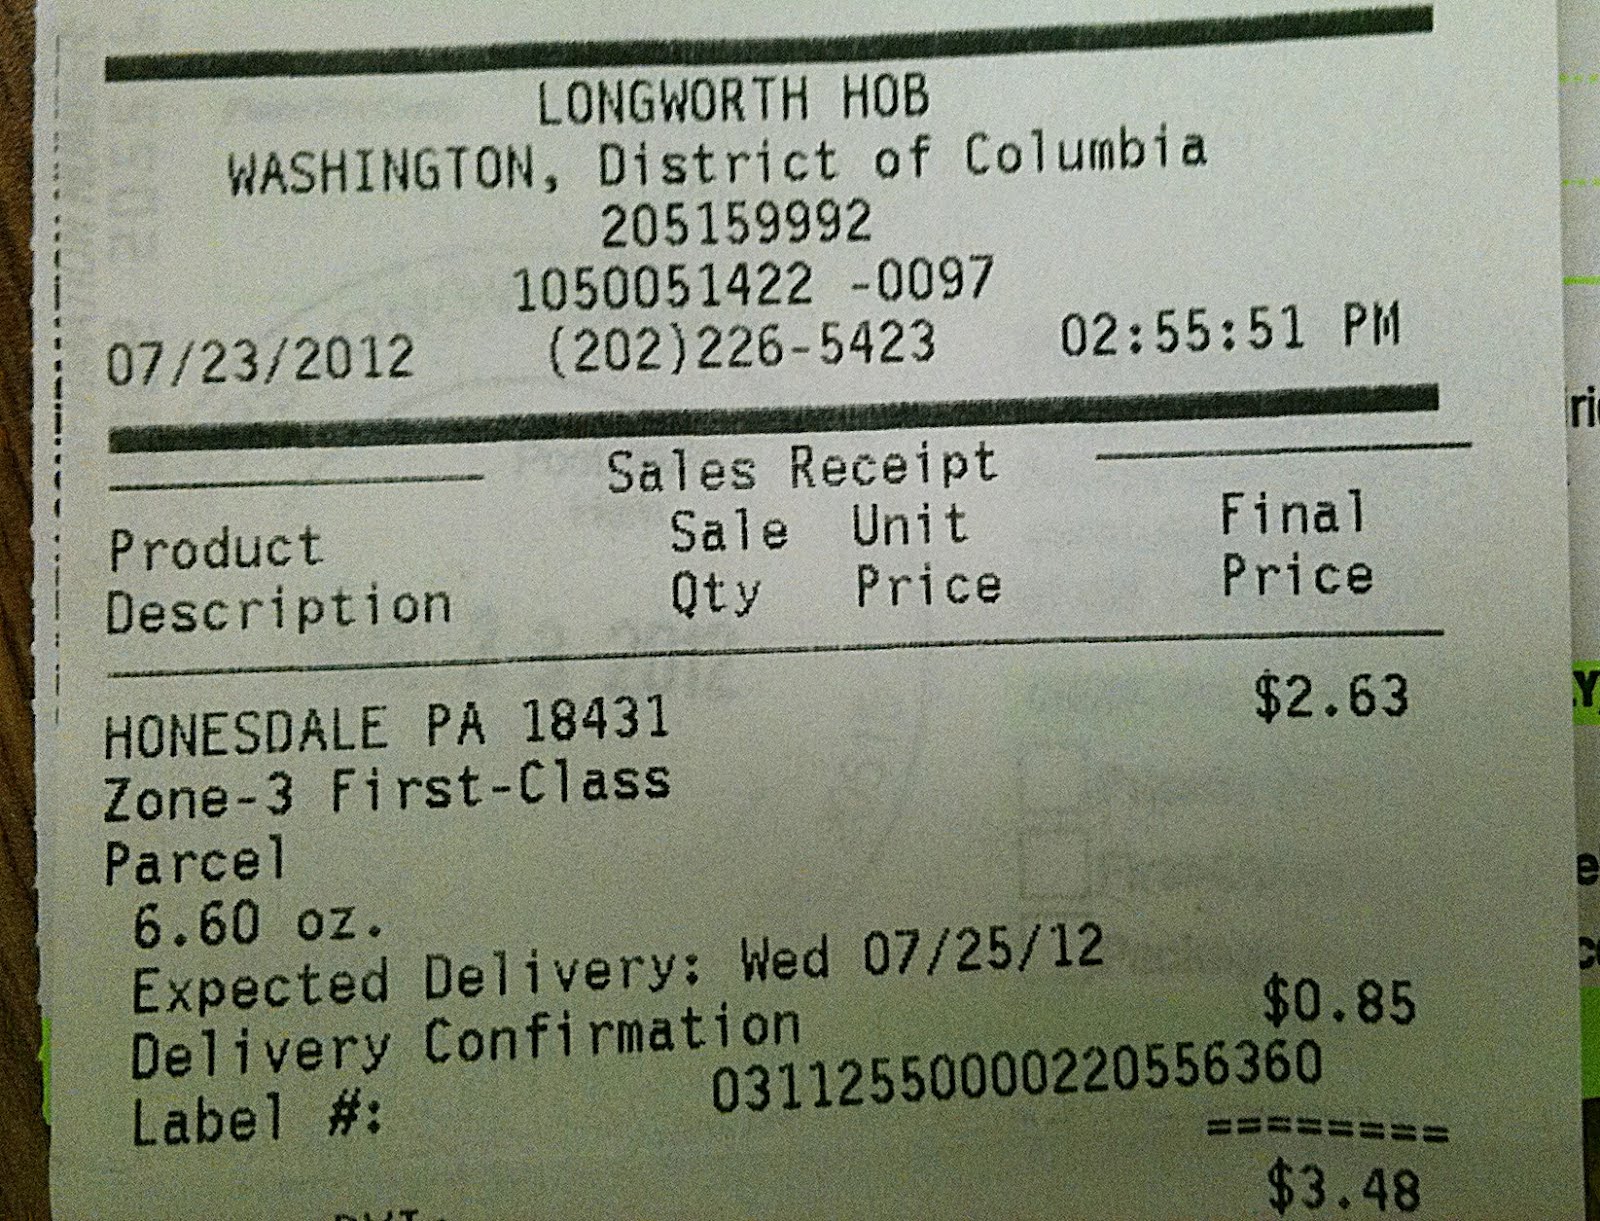 LONGWORTH HOB
WASHINGTON, District of Columbia
205159992
1050051422 -0097
07/23/2012 (202)226-5423 02:55:51 PM
Sales Receipt
Product Sale Unit Final
Description Qty Price Price
HONESDALE PA 18431 $2.63
Zone-3 First-Class
Parcel
6.60 oz.
Expected Delivery: Wed 07/25/12
Delivery Confirmation $0.85
Label #: 03112550000220556360
========
$3.48